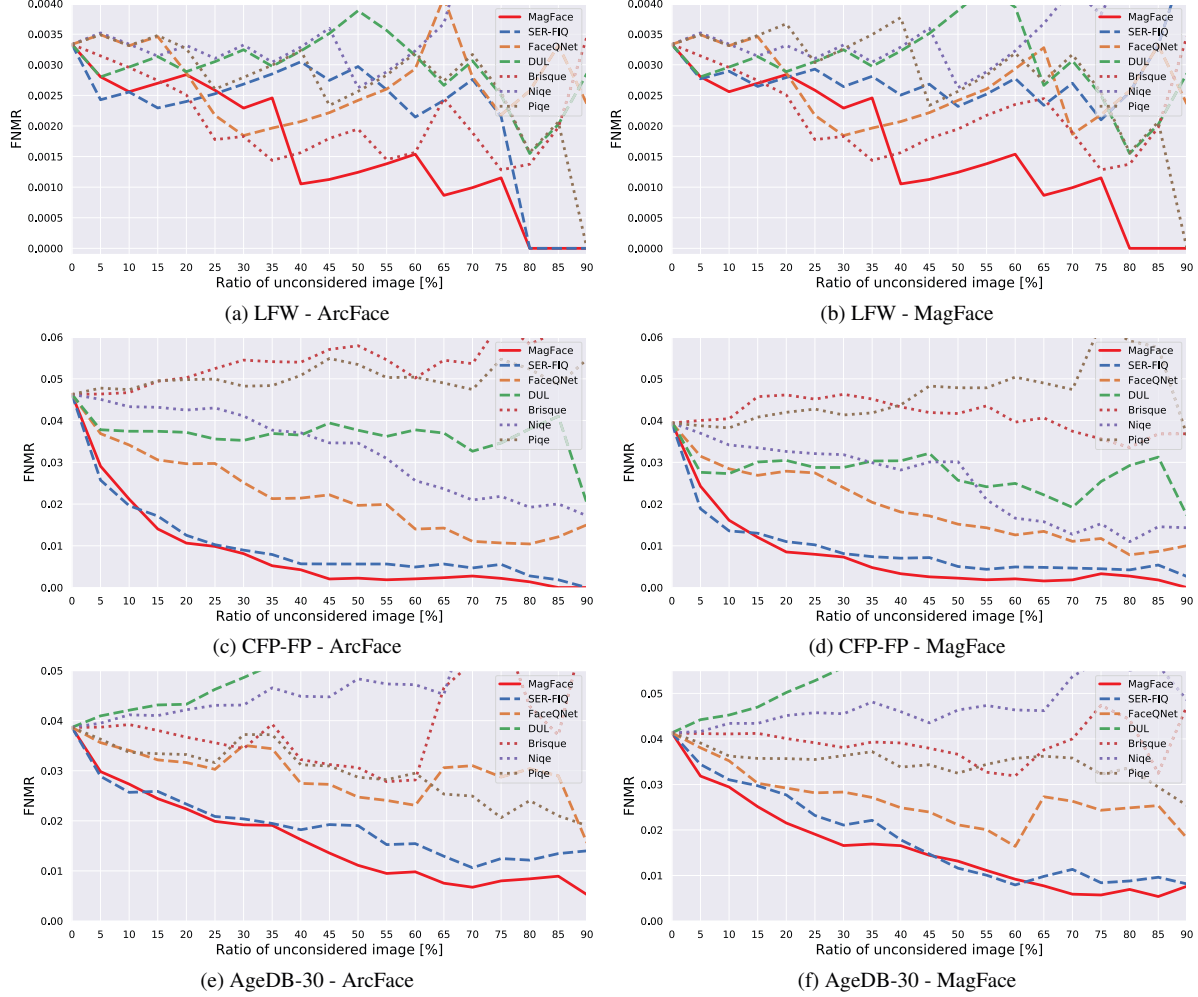 0.0040
0.0035
0.0030
0.0025
0.0020
0.0015
0.0010
0.0005
0.0000
FNMR
MagFace
SER-FIQ
FaceQNet
DUL
Brisque
Niqe
Piqe
0 5 10 15 20 25 30 35 40 45 50 55 60 65 70 75 80 85 90
Ratio of unconsidered image [%]
(a) LFW - ArcFace
0.0040
0.0035
0.0030
0.0025
0.0020
0.0015
0.0010
0.0005
0.0000
FNMR
MagFace
SER-FIQ
FaceQNet
DUL
Brisque
Niqe
Piqe
0 5 10 15 20 25 30 35 40 45 50 55 60 65 70 75 80 85 90
Ratio of unconsidered image [%]
(b) LFW - MagFace
0.06
0.05
0.04
0.03
0.02
0.01
0.00
FNMR
MagFace
SER-FIQ
FaceQNet
DUL
Brisque
Niqe
Piqe
0 5 10 15 20 25 30 35 40 45 50 55 60 65 70 75 80 85 90
Ratio of unconsidered image [%]
(c) CFP-FP - ArcFace
0.06
0.05
0.04
0.03
0.02
0.01
0.00
FNMR
MagFace
SER-FIQ
FaceQNet
DUL
Brisque
Niqe
Piqe
0 5 10 15 20 25 30 35 40 45 50 55 60 65 70 75 80 85 90
Ratio of unconsidered image [%]
(d) CFP-FP - MagFace
0.05
0.04
0.03
0.02
0.01
0.00
FNMR
MagFace
SER-FIQ
FaceQNet
DUL
Brisque
Niqe
Piqe
0 5 10 15 20 25 30 35 40 45 50 55 60 65 70 75 80 85 90
Ratio of unconsidered image [%]
(e) AgeDB-30 - ArcFace
0.05
0.04
0.03
0.02
0.01
0.00
FNMR
MagFace
SER-FIQ
FaceQNet
DUL
Brisque
Niqe
Piqe
0 5 10 15 20 25 30 35 40 45 50 55 60 65 70 75 80 85 90
Ratio of unconsidered image [%]
(f) AgeDB-30 - MagFace